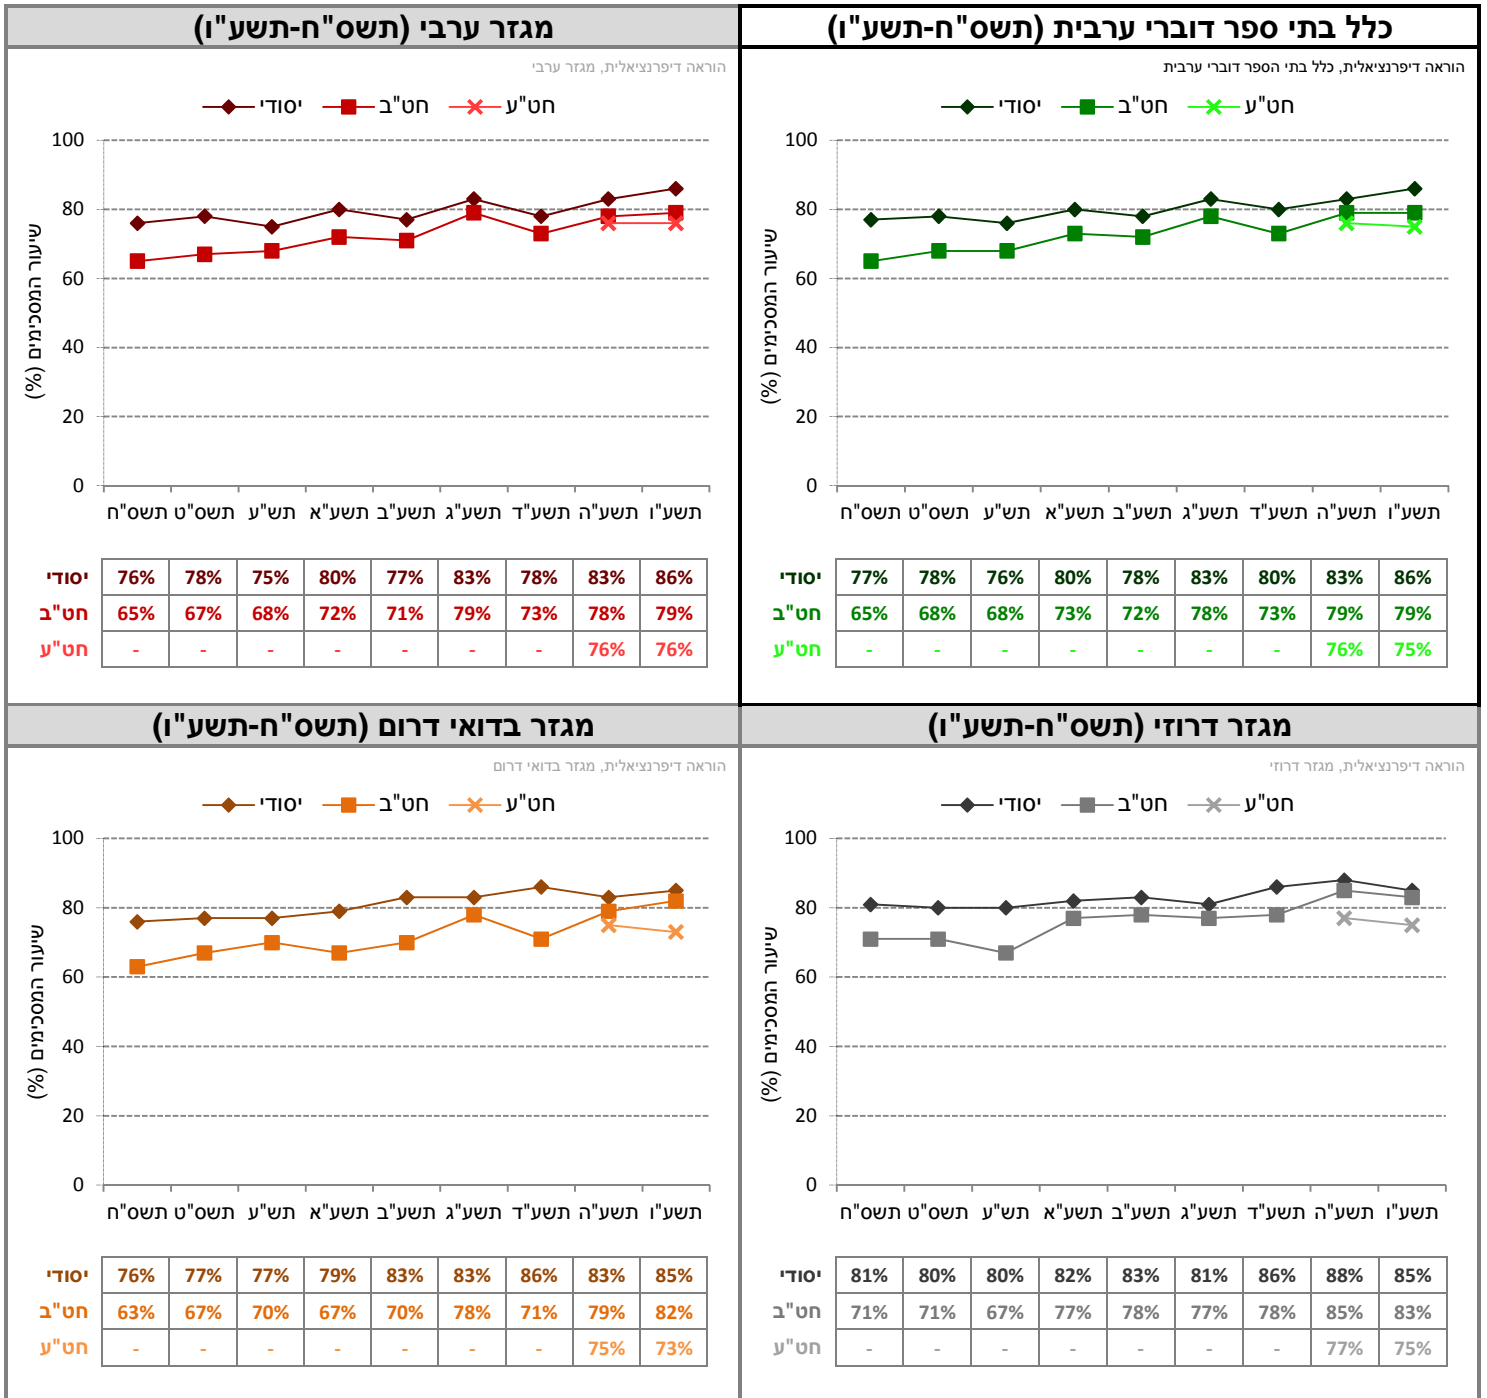 כלל בתי ספר דוברי ערבית (תשס"ח-תשע"ו)
הוראה דיפרנציאלית, כלל בתי הספר דוברי ערבית
יסודי חט"ב חט"ע
שיעור המסכימים (%)
100
80
60
40
20
0
תשס"ח תשס"ט תש"ע תשע"א תשע"ב תשע"ג תשע"ד תשע"ה תשע"ו
יסודי 77% 78% 76% 80% 78% 83% 80% 83% 86%
חט"ב 65% 68% 68% 73% 72% 78% 73% 79% 79%
חט"ע - - - - - - - 76% 75%
מגזר ערבי (תשס"ח-תשע"ו)
הוראה דיפרנציאלית, מגזר ערבי
יסודי חט"ב חט"ע
שיעור המסכימים (%)
100
80
60
40
20
0
תשס"ח תשס"ט תש"ע תשע"א תשע"ב תשע"ג תשע"ד תשע"ה תשע"ו
יסודי 76% 78% 75% 80% 77% 83% 78% 83% 86%
חט"ב 65% 67% 68% 72% 71% 79% 73% 78% 79%
חט"ע - - - - - - - 76% 76%
מגזר דרוזי (תשס"ח-תשע"ו)
הוראה דיפרנציאלית, מגזר דרוזי
יסודי חט"ב חט"ע
שיעור המסכימים (%)
100
80
60
40
20
0
תשס"ח תשס"ט תש"ע תשע"א תשע"ב תשע"ג תשע"ד תשע"ה תשע"ו
יסודי 81% 80% 80% 82% 83% 81% 86% 88% 85%
חט"ב 71% 71% 67% 77% 78% 77% 78% 85% 83%
חט"ע - - - - - - - 77% 75%
מגזר בדואי דרום (תשס"ח-תשע"ו)
הוראה דיפרנציאלית, מגזר בדואי דרום
יסודי חט"ב חט"ע
שיעור המסכימים (%)
100
80
60
40
20
0
תשס"ח תשס"ט תש"ע תשע"א תשע"ב תשע"ג תשע"ד תשע"ה תשע"ו
יסודי 76% 77% 77% 79% 83% 83% 86% 83% 85%
חט"ב 63% 67% 70% 67% 70% 78% 71% 79% 82%
חט"ע - - - - - - - 75% 73%